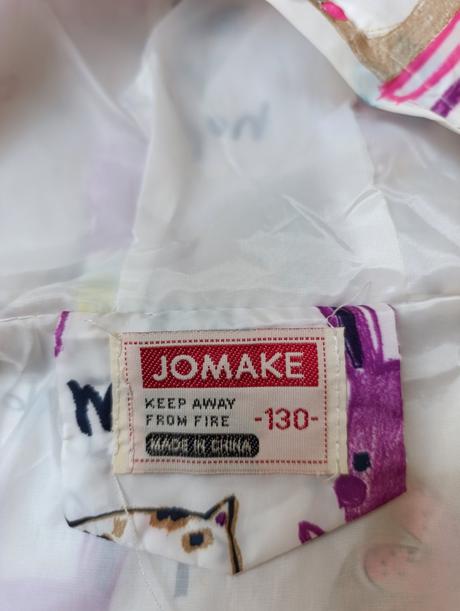 JOMAKE
KEEP AWAY
FROM FIRE
-130-
MADE IN CHINA